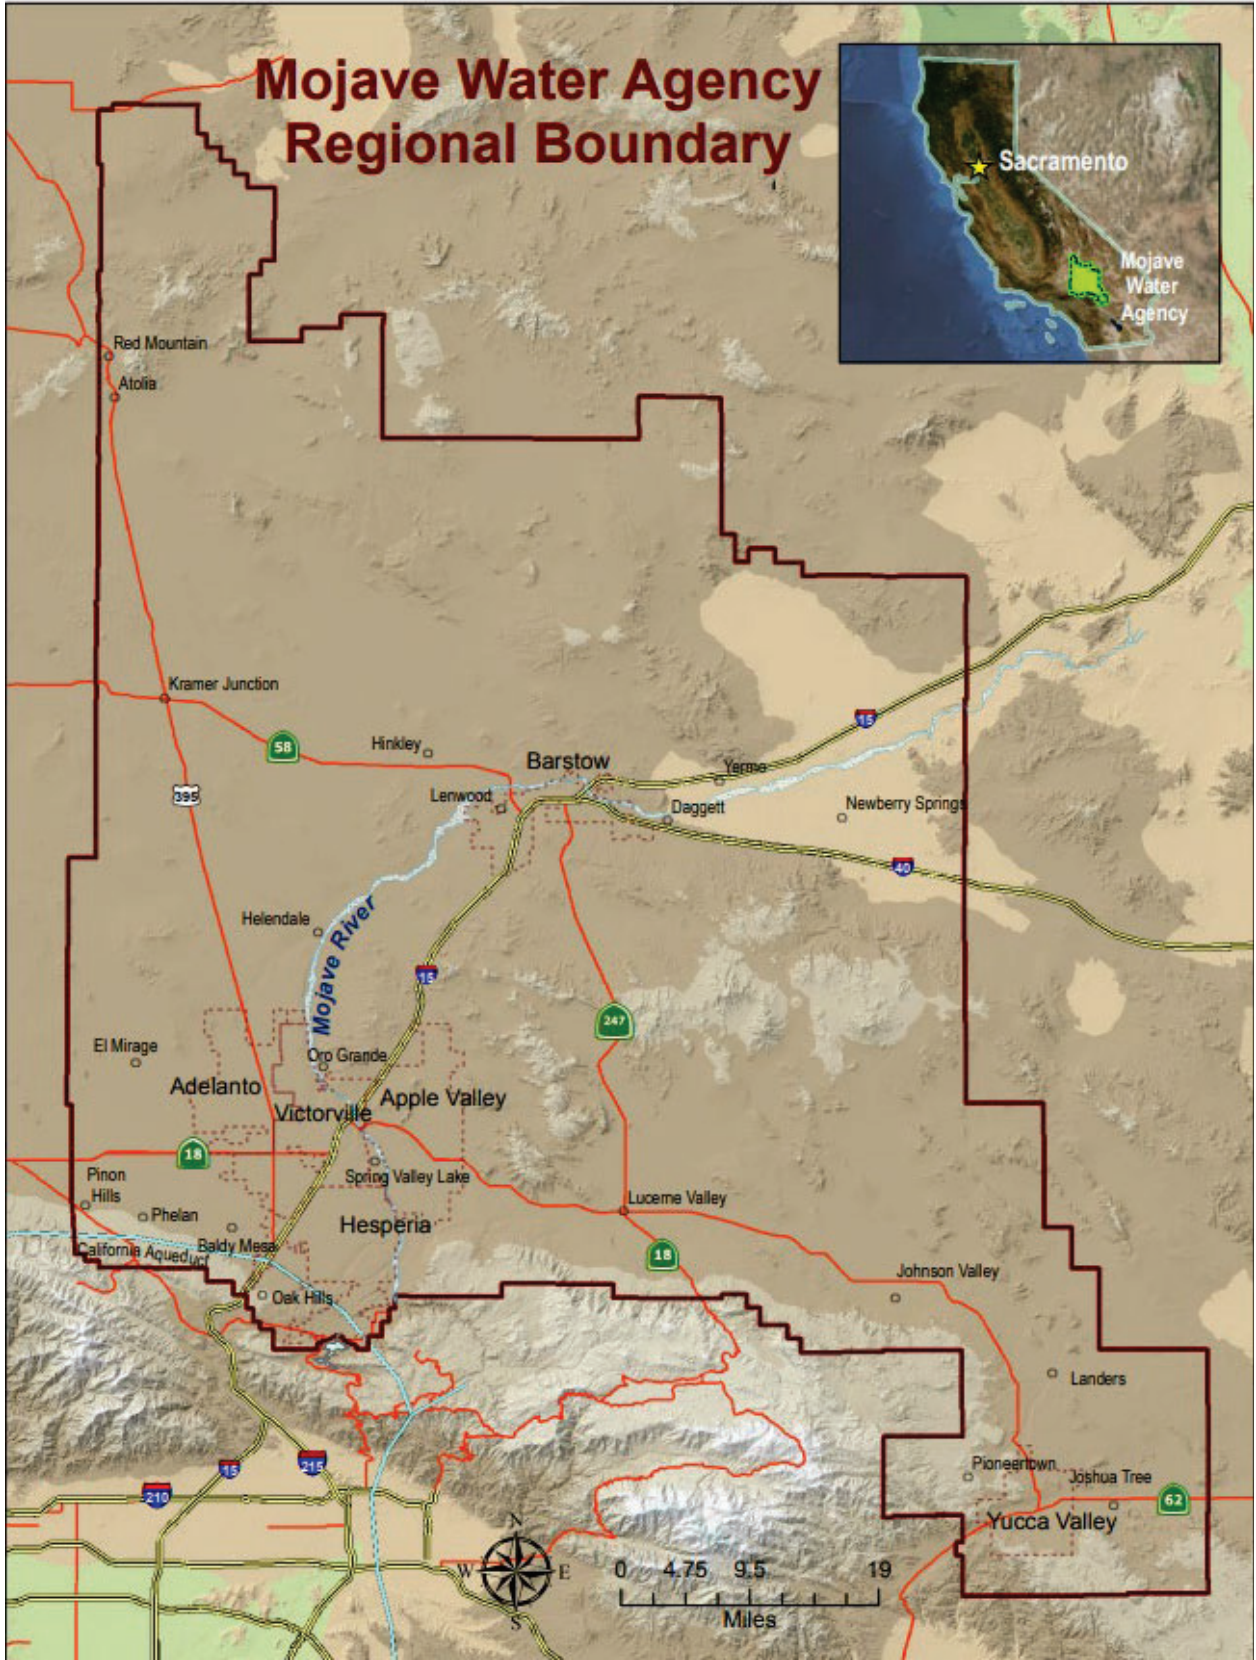 Mojave Water Agency
Regional Boundary
Sacramento
Mojave
Water
Agency
Red Mountain
Atolia
Kramer Junction
58
Hinkley
Barstow
15
Yermo
395
Lenwood
Daggett
Newberry Springs
40
Helendale
Mojave River
15
247
El Mirage
Oro Grande
Adelanto
Apple Valley
Victorville
18
Pinon
Hills
Spring Valley Lake
Lucerne Valley
Phelan
Hesperia
Baldy Mesa
California Aqueduct
18
Johnson Valley
Oak Hills
Landers
Pioneertown
Joshua Tree
15
215
210
62
Yucca Valley
N
W
E
S
0 4.75 9.5 19
Miles